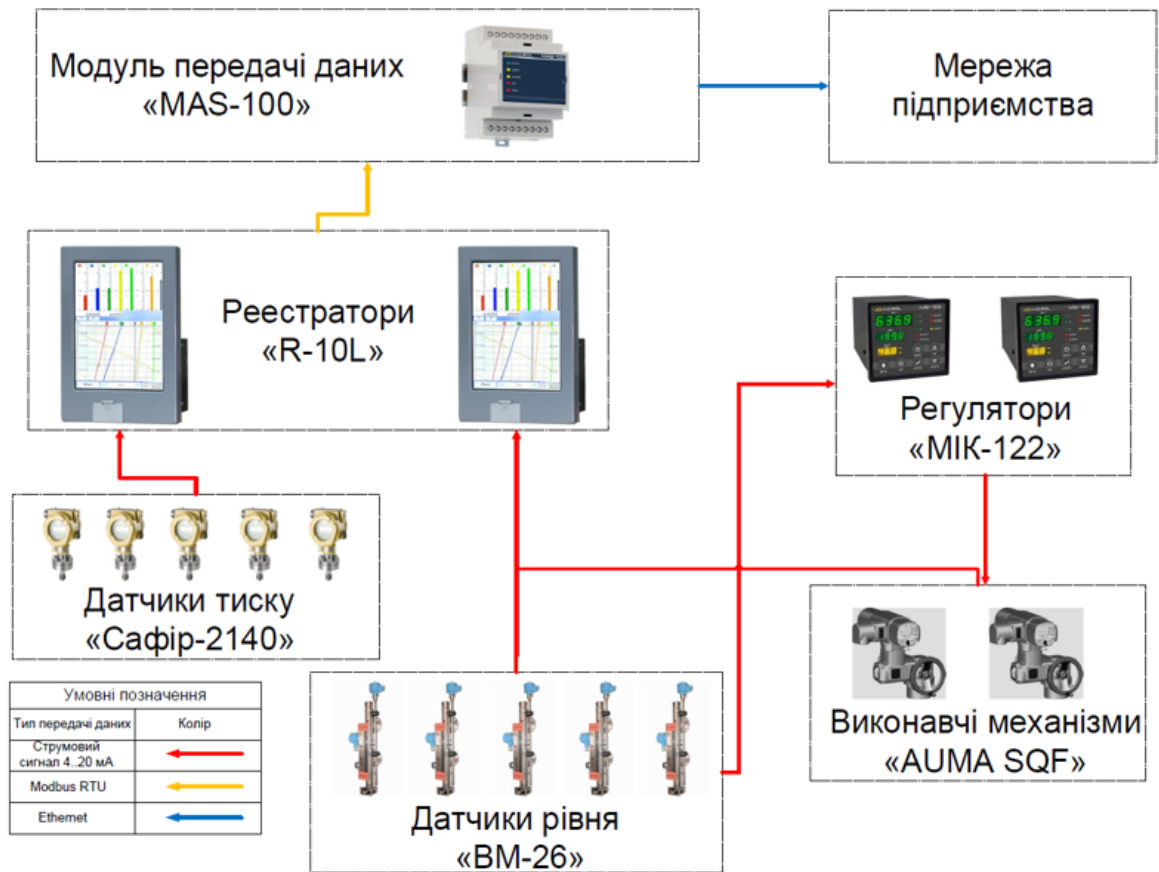 Модуль передачі даних
«MAS-100»
Мережа
підприємства
Реестратори
«R-10L»
Регулятори
«МІК-122»
Датчики тиску
«Сафір-2140»
Виконавчі механізми
«AUMA SQF»
Датчики рівня
«ВМ-26»
Умовні позначення
Тип передачі даних
Колір
Струмовий
сигнал 4..20 мА
Modbus RTU
Ethernet